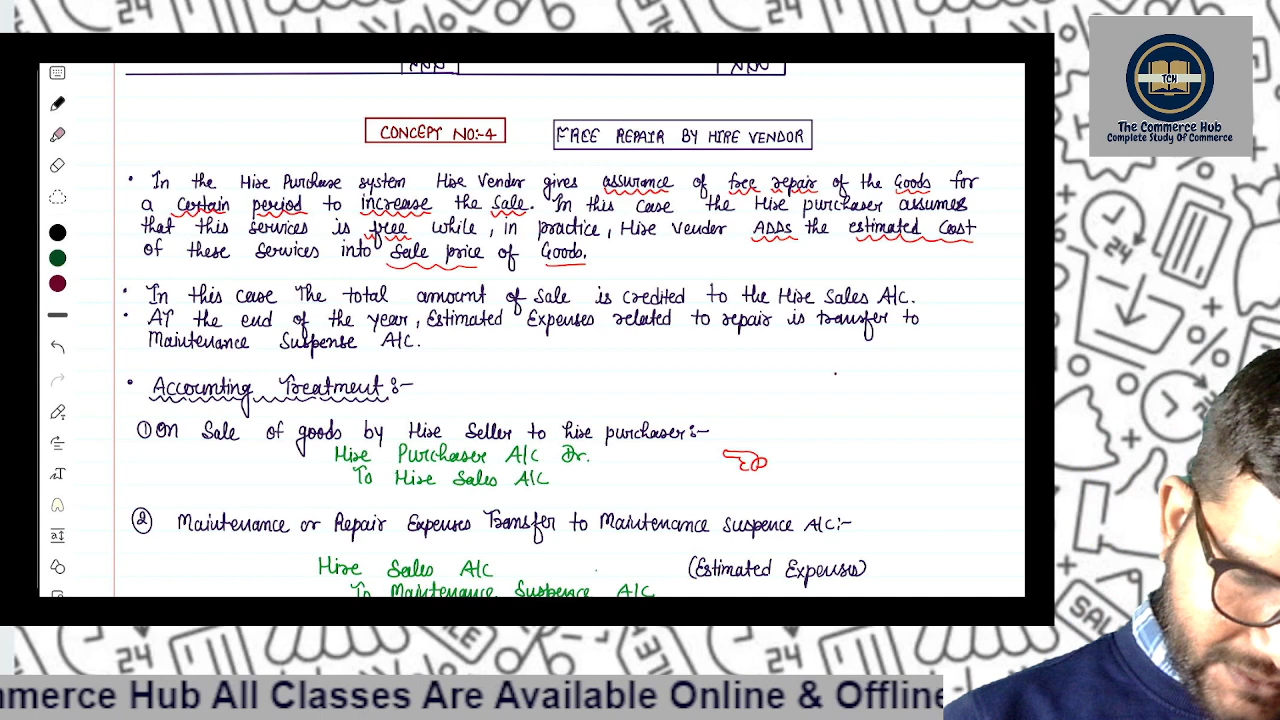 CONCEPT NO:-4
FREE REPAIR BY HIRE VENDOR
• In the Hire Purchase system Hire Vendor gives assurance of free repair of the Goods for
a certain period to increase the Sale. In this case the Hire purchaser assumes
that this services is free while, in practice, Hire Vender ADDs the estimated cost
of these Services into Sale price of Goods.
• In this case The total amount of Sale is credited to the Hire Sales A/C.
• AT the end of the year, Estimated Expenses related to repair is transfer to
Maintenance Suspense A/C.
• Accounting Treatment:-
① On Sale of goods by Hire Seller to hire purchaser:-
Hire Purchaser A/C Dr.
To Hire Sales A/C
② Maintenance or Repair Expenses Transfer to Maintenance Suspence A/C:-
Hire Sales A/C (Estimated Expenses)
To Maintenance Suspence A/C
TCH
The Commerce Hub
Complete Study Of Commerce
mmerce Hub All Classes Are Available Online & Offline